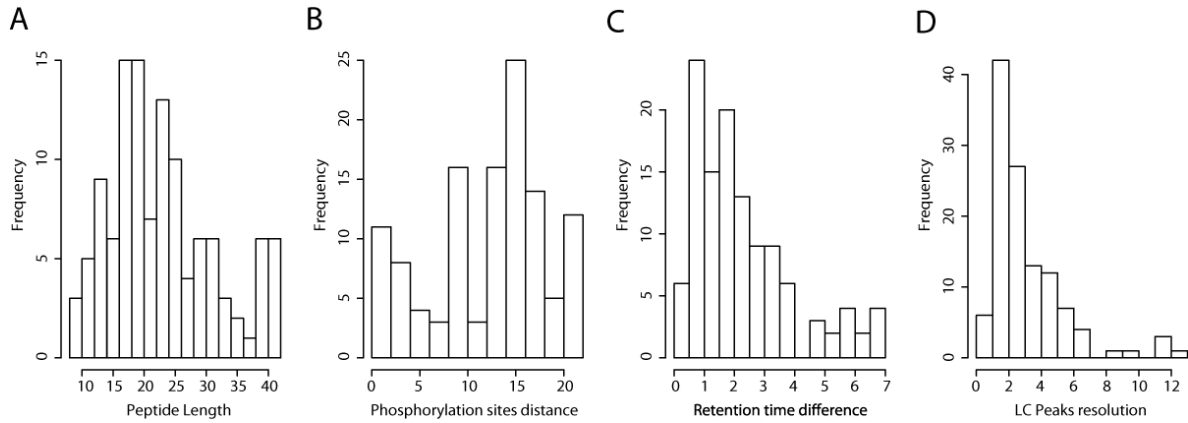 A
Frequency
0 5 10 15
10 15 20 25 30 35 40
Peptide Length
B
Frequency
0 5 10 15 20 25
0 5 10 15 20
Phosphorylation sites distance
C
Frequency
0 5 10 15 20
0 1 2 3 4 5 6 7
Retention time difference
D
Frequency
0 10 20 30 40
0 2 4 6 8 10 12
LC Peaks resolution